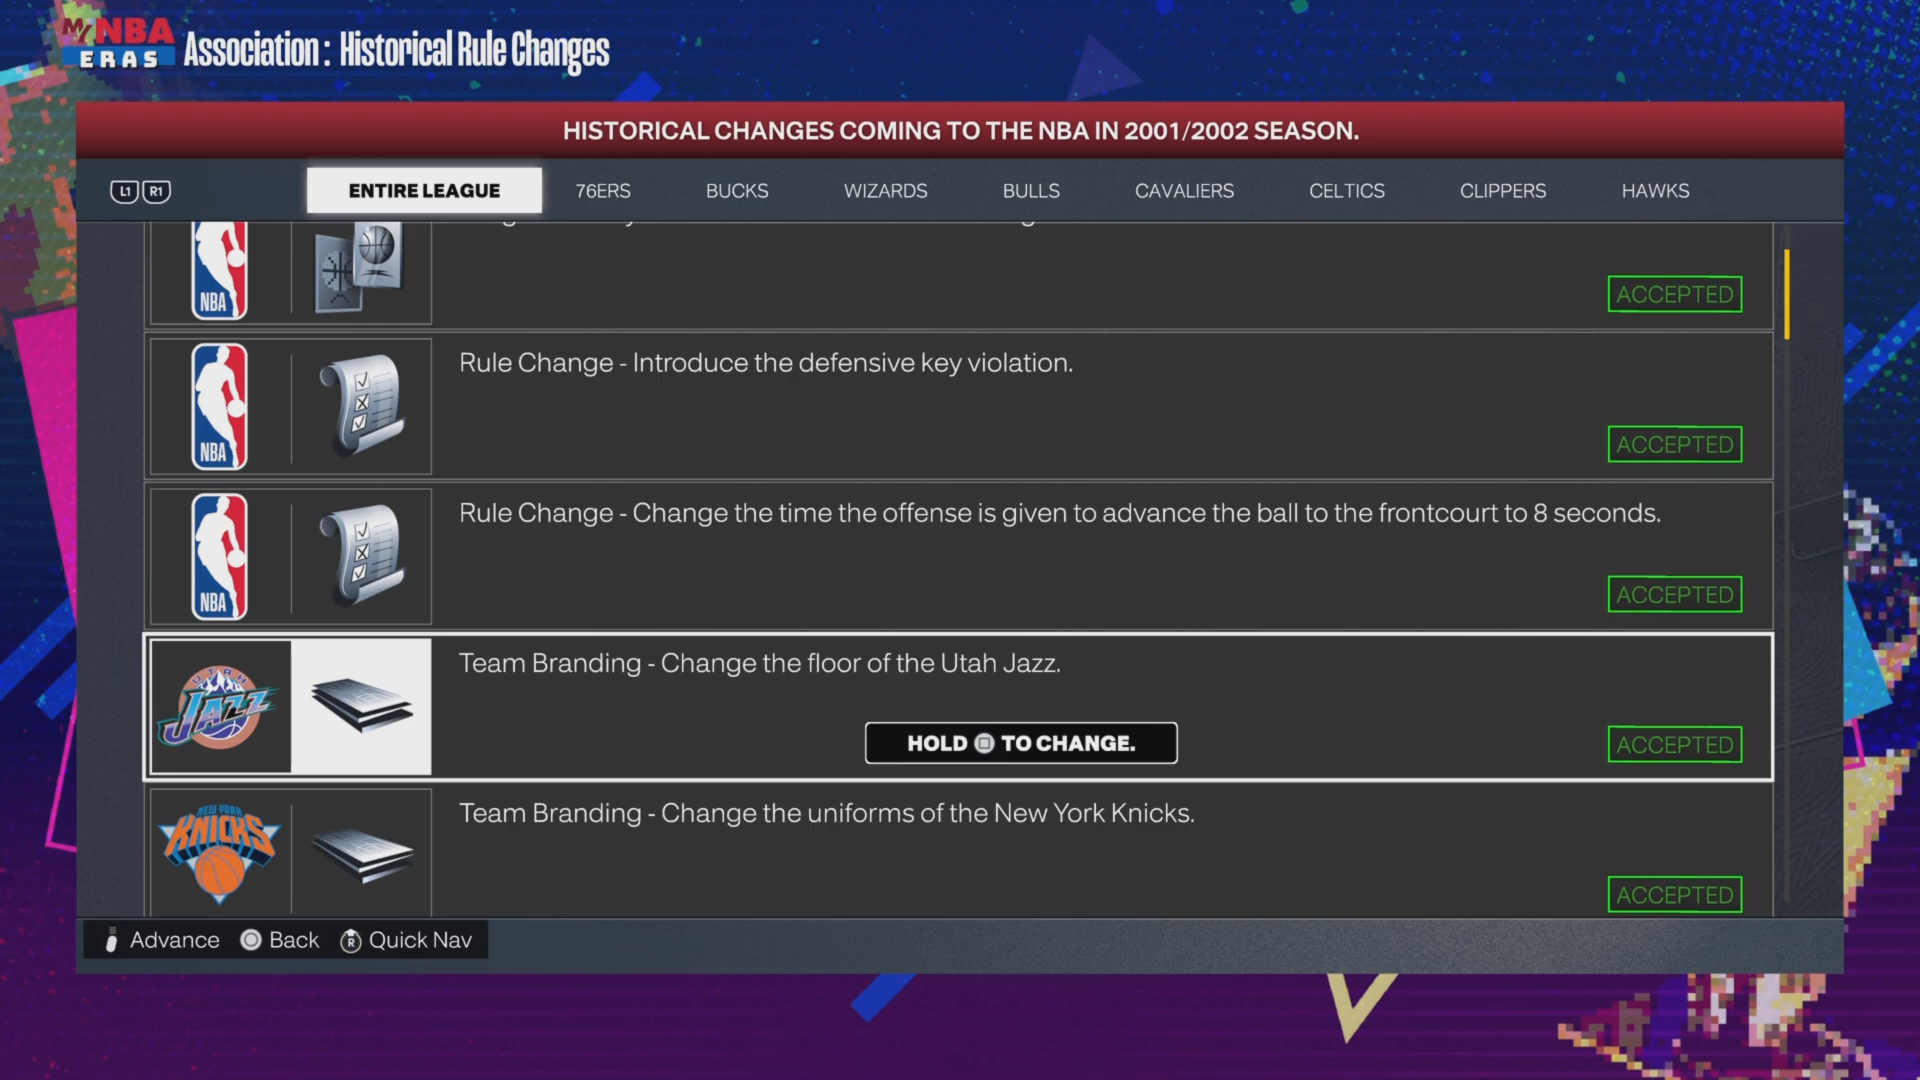 MyNBA
ERAS
Association : Historical Rule Changes
HISTORICAL CHANGES COMING TO THE NBA IN 2001/2002 SEASON.
L1 R1 ENTIRE LEAGUE 76ERS BUCKS WIZARDS BULLS CAVALIERS CELTICS CLIPPERS HAWKS
NBA
ACCEPTED
Rule Change - Introduce the defensive key violation.
NBA
ACCEPTED
Rule Change - Change the time the offense is given to advance the ball to the frontcourt to 8 seconds.
NBA
ACCEPTED
Team Branding - Change the floor of the Utah Jazz.
UTAH
JAZZ
HOLD TO CHANGE.
ACCEPTED
Team Branding - Change the uniforms of the New York Knicks.
NEW YORK
KNICKS
ACCEPTED
Advance Back R Quick Nav